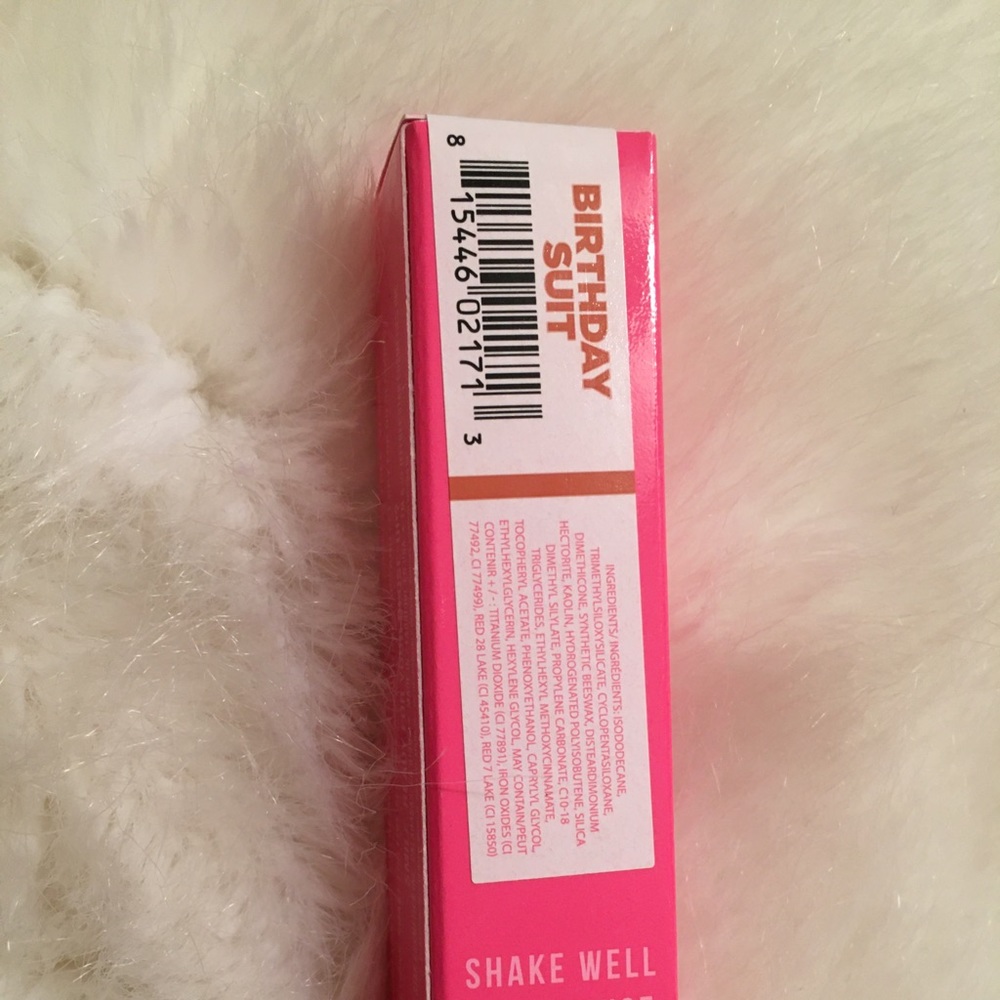 BIRTHDAY
SUIT
8 15446 02171 3
INGREDIENTS/ INGRÉDIENTS: ISODODECANE,
TRIMETHYLSILOXYSILICATE, CYCLOPENTASILOXANE,
DIMETHICONE, SYNTHETIC BEESWAX, DISTEARDIMONIUM
HECTORITE, KAOLIN, HYDROGENATED POLYISOBUTENE, SILICA
DIMETHYL SILYLATE, PROPYLENE CARBONATE, C10-18
TRIGLYCERIDES, ETHYLHEXYL METHOXYCINNAMATE,
TOCOPHERYL ACETATE, PHENOXYETHANOL, CAPRYLYL GLYCOL,
ETHYLHEXYLGLYCERIN, HEXYLENE GLYCOL, MAY CONTAIN/PEUT
CONTENIR + / - : TITANIUM DIOXIDE (CI 77891), IRON OXIDES (CI
77492, CI 77499), RED 28 LAKE (CI 45410), RED 7 LAKE (CI 15850)
SHAKE WELL